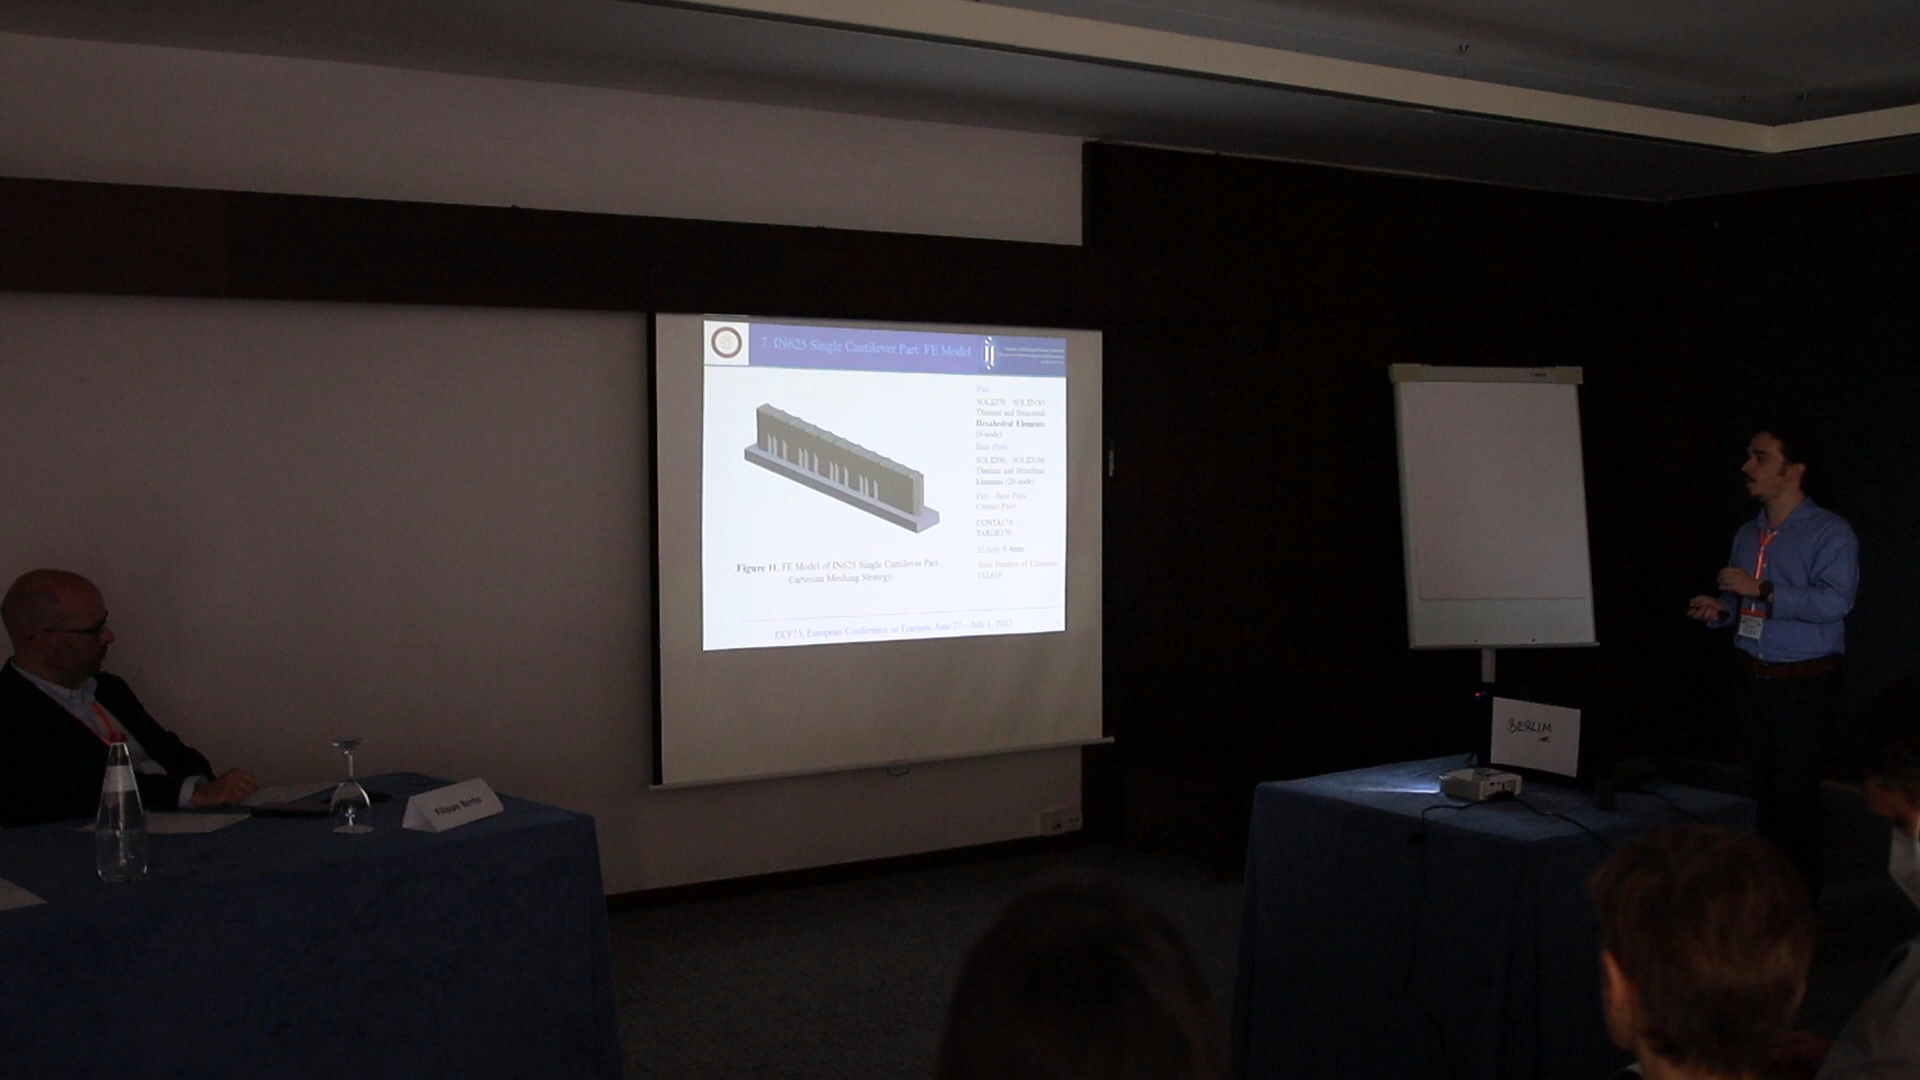 7. IN625 Single Cantilever Part: FE Model
Part:
SOLID70 , SOLID185
Thermal and Structural
Hexahedral Elements
(8-node)
Base Plate:
SOLID90, SOLID186
Thermal and Structural
Elements (20-node)
Part – Base Plate
Contact Pairs:
CONTA174 –
TARGE170
Total Number of Elements:
Figure 11. FE Model of IN625 Single Cantilever Part,
Cartesian Meshing Strategy.
ECF23, European Conference on Fracture, June 27 – July 1, 2022
Filippo Berto
BERLIM